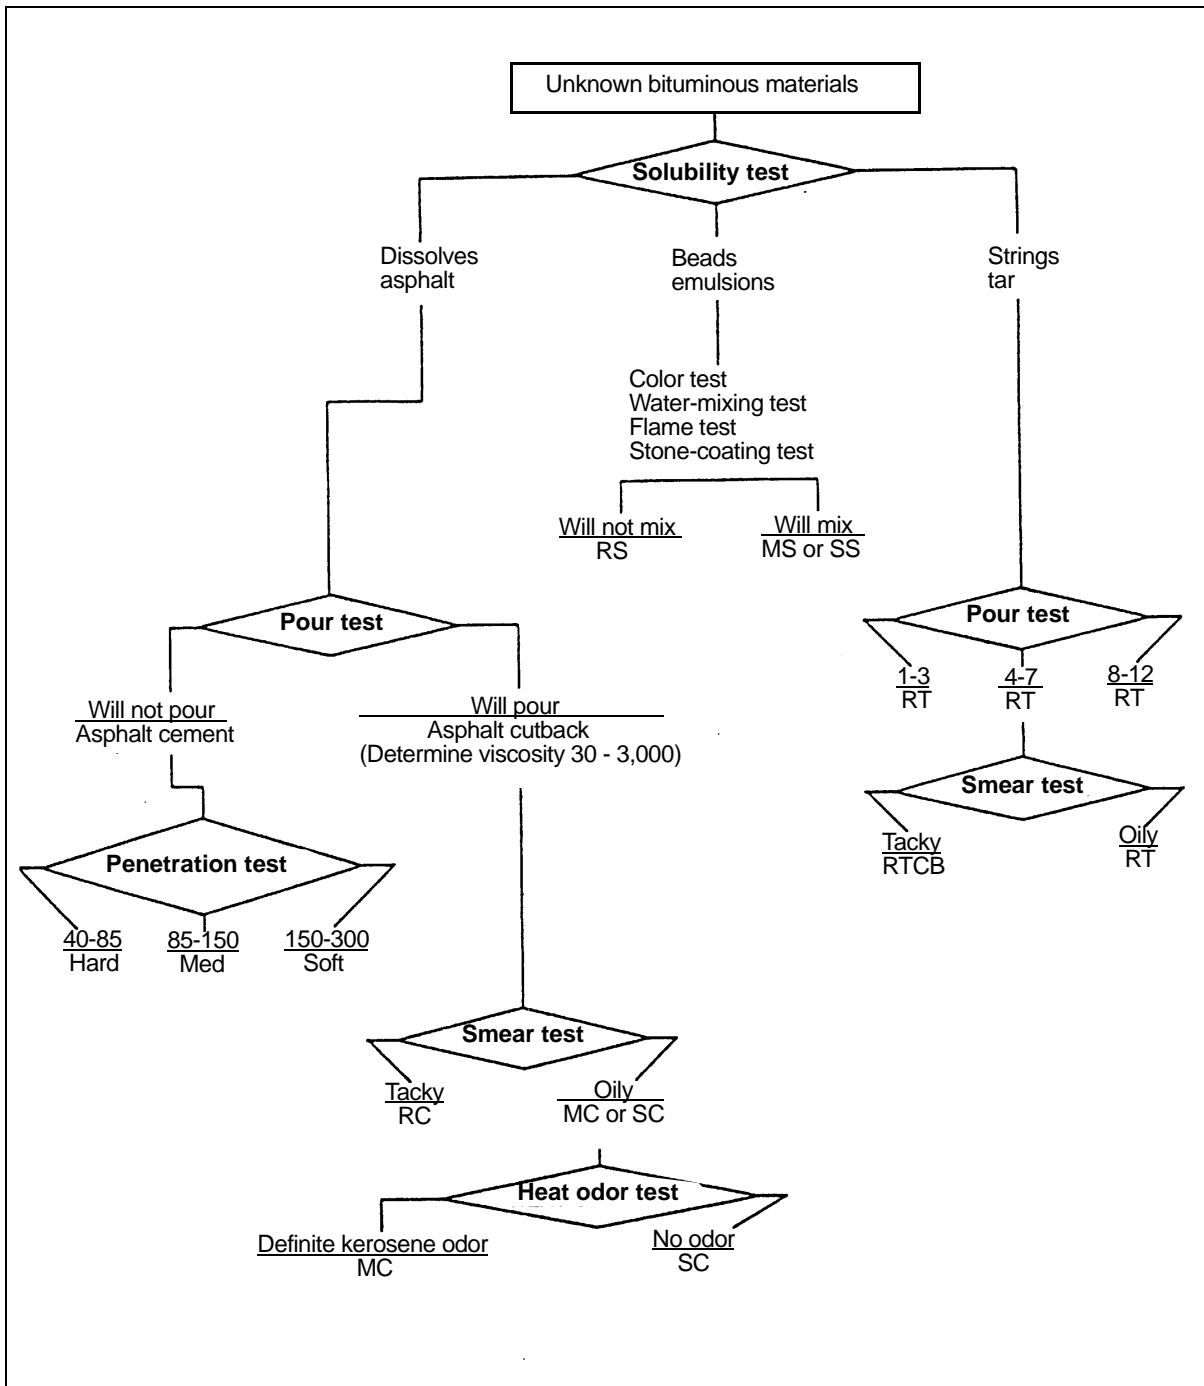 Unknown bituminous materials
Solubility test
Dissolves
asphalt
Beads
emulsions
Strings
tar
Color test
Water-mixing test
Flame test
Stone-coating test
Will not mix
RS
Will mix
MS or SS
Pour test
Will not pour
Asphalt cement
Will pour
Asphalt cutback
(Determine viscosity 30 - 3,000)
Pour test
1-3
RT
4-7
RT
8-12
RT
Smear test
Tacky
RTCB
Oily
RT
Penetration test
40-85
Hard
85-150
Med
150-300
Soft
Smear test
Tacky
RC
Oily
MC or SC
Heat odor test
Definite kerosene odor
MC
No odor
SC